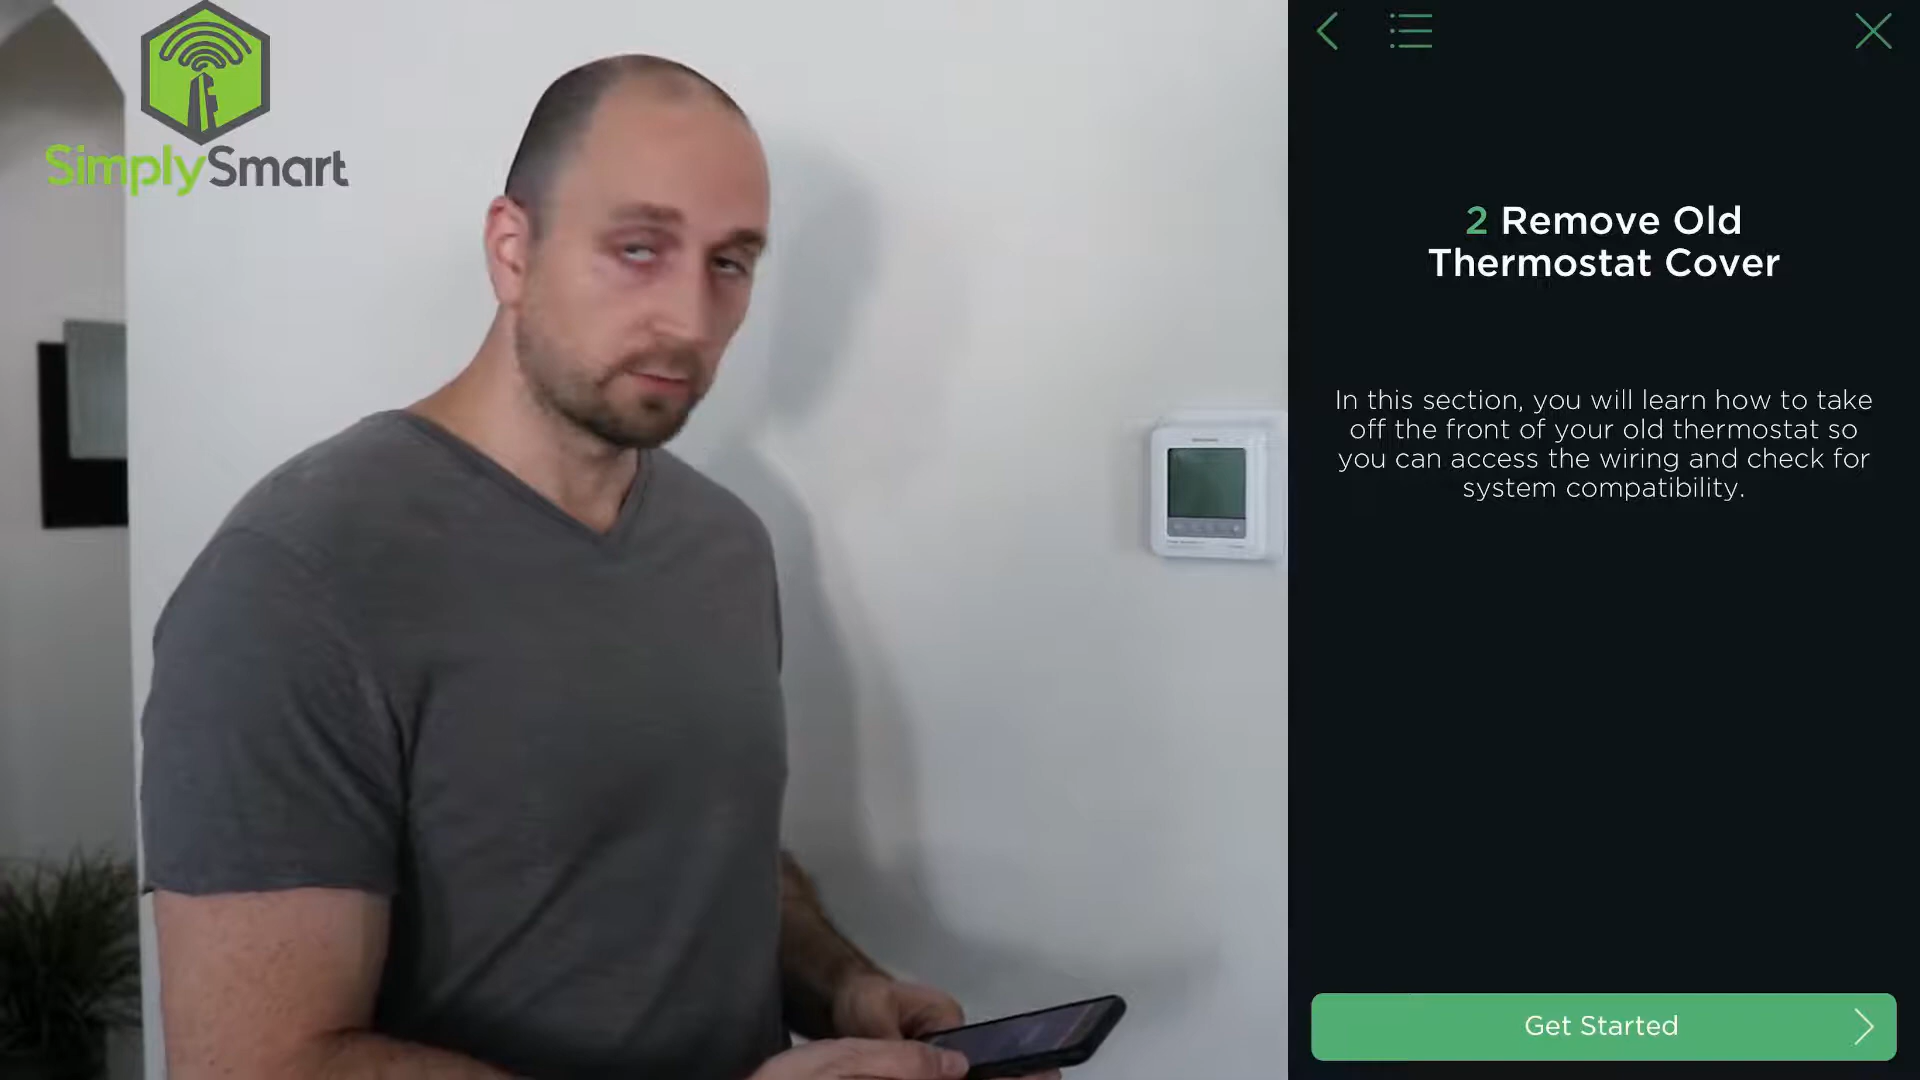 SimplySmart
2 Remove Old
Thermostat Cover
In this section, you will learn how to take
off the front of your old thermostat so
you can access the wiring and check for
system compatibility.
Get Started